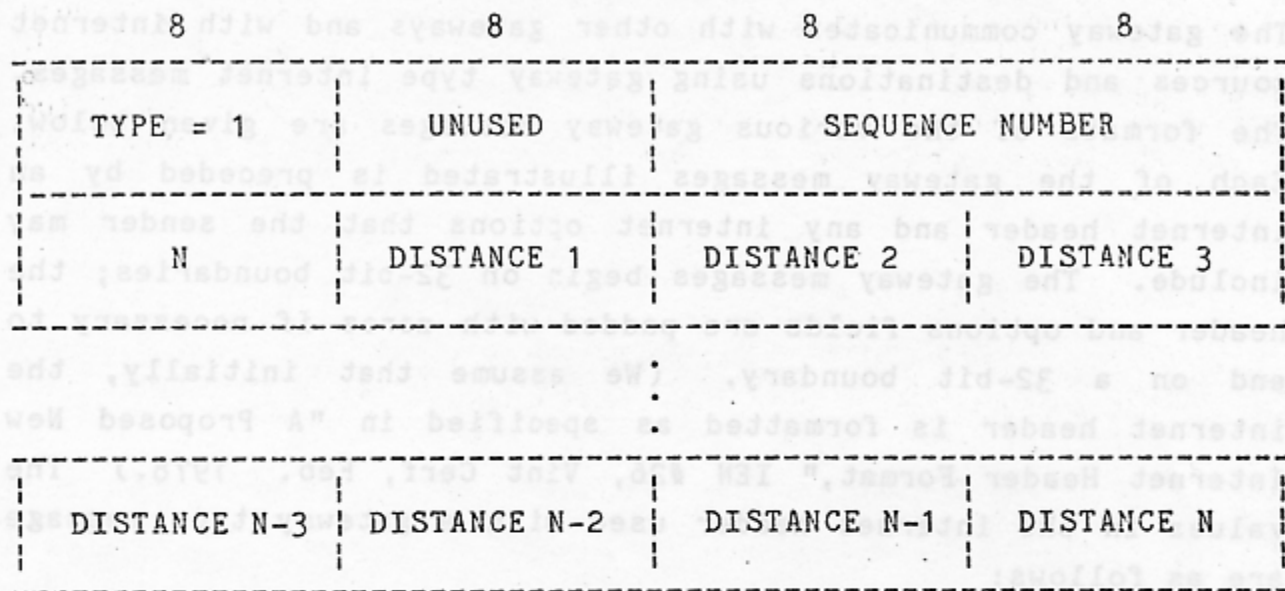 8 8 8 8
TYPE = 1 UNUSED SEQUENCE NUMBER
N DISTANCE 1 DISTANCE 2 DISTANCE 3
.
.
.
DISTANCE N-3 DISTANCE N-2 DISTANCE N-1 DISTANCE N